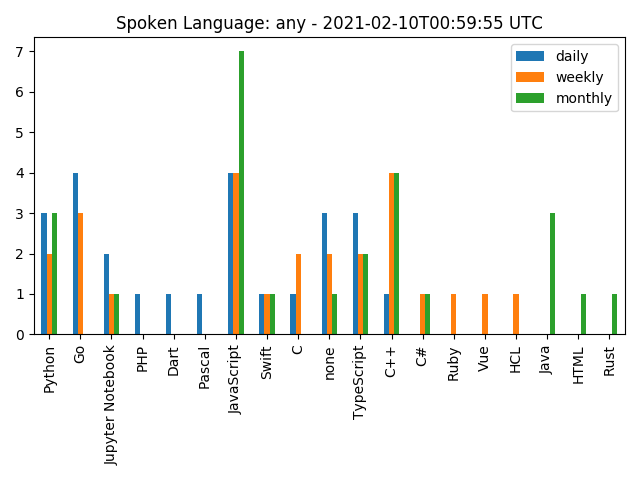 Spoken Language: any - 2021-02-10T00:59:55 UTC
daily
weekly
monthly
7
6
5
4
3
2
1
0
Python
Go
Jupyter Notebook
PHP
Dart
Pascal
JavaScript
Swift
C
none
TypeScript
C++
C#
Ruby
Vue
HCL
Java
HTML
Rust